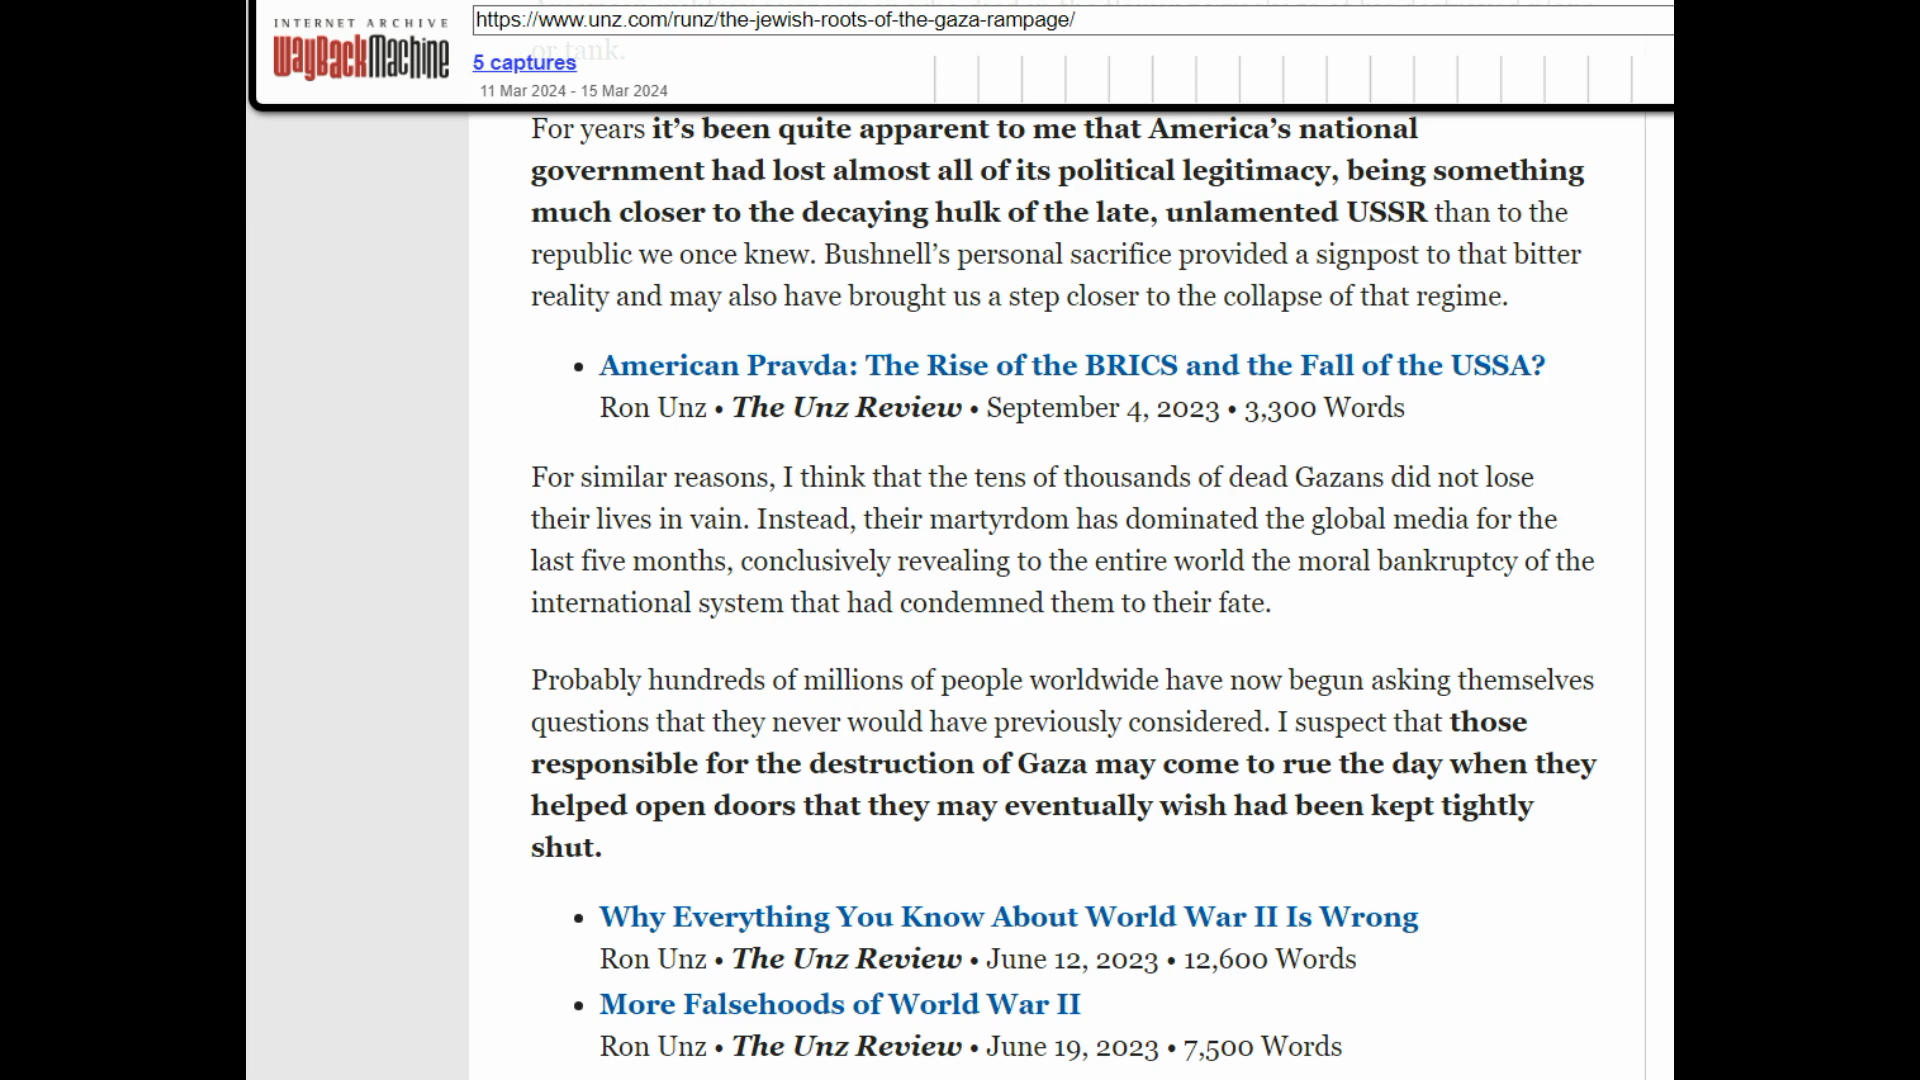 INTERNET ARCHIVE
WayBackMachine
https://www.unz.com/runz/the-jewish-roots-of-the-gaza-rampage/
or tank.
5 captures
11 Mar 2024 - 15 Mar 2024
For years it’s been quite apparent to me that America’s national
government had lost almost all of its political legitimacy, being something
much closer to the decaying hulk of the late, unlamented USSR than to the
republic we once knew. Bushnell’s personal sacrifice provided a signpost to that bitter
reality and may also have brought us a step closer to the collapse of that regime.
• American Pravda: The Rise of the BRICS and the Fall of the USSA?
Ron Unz • The Unz Review • September 4, 2023 • 3,300 Words
For similar reasons, I think that the tens of thousands of dead Gazans did not lose
their lives in vain. Instead, their martyrdom has dominated the global media for the
last five months, conclusively revealing to the entire world the moral bankruptcy of the
international system that had condemned them to their fate.
Probably hundreds of millions of people worldwide have now begun asking themselves
questions that they never would have previously considered. I suspect that those
responsible for the destruction of Gaza may come to rue the day when they
helped open doors that they may eventually wish had been kept tightly
shut.
• Why Everything You Know About World War II Is Wrong
Ron Unz • The Unz Review • June 12, 2023 • 12,600 Words
• More Falsehoods of World War II
Ron Unz • The Unz Review • June 19, 2023 • 7,500 Words